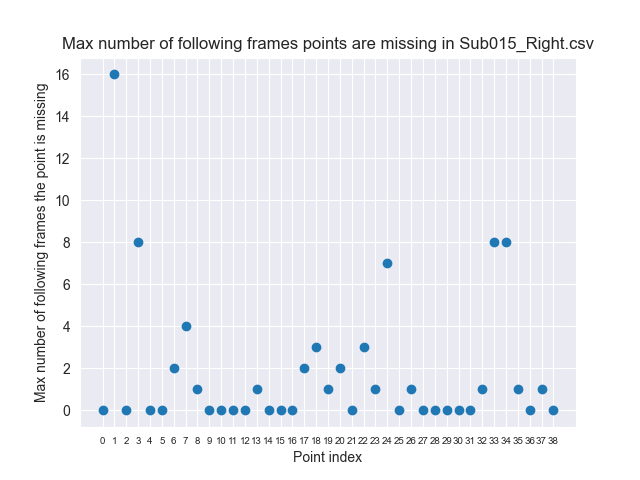 Max number of following frames points are missing in Sub015_Right.csv
Max number of following frames the point is missing
16
14
12
10
8
6
4
2
0
0 1 2 3 4 5 6 7 8 9 10 11 12 13 14 15 16 17 18 19 20 21 22 23 24 25 26 27 28 29 30 31 32 33 34 35 36 37 38
Point index